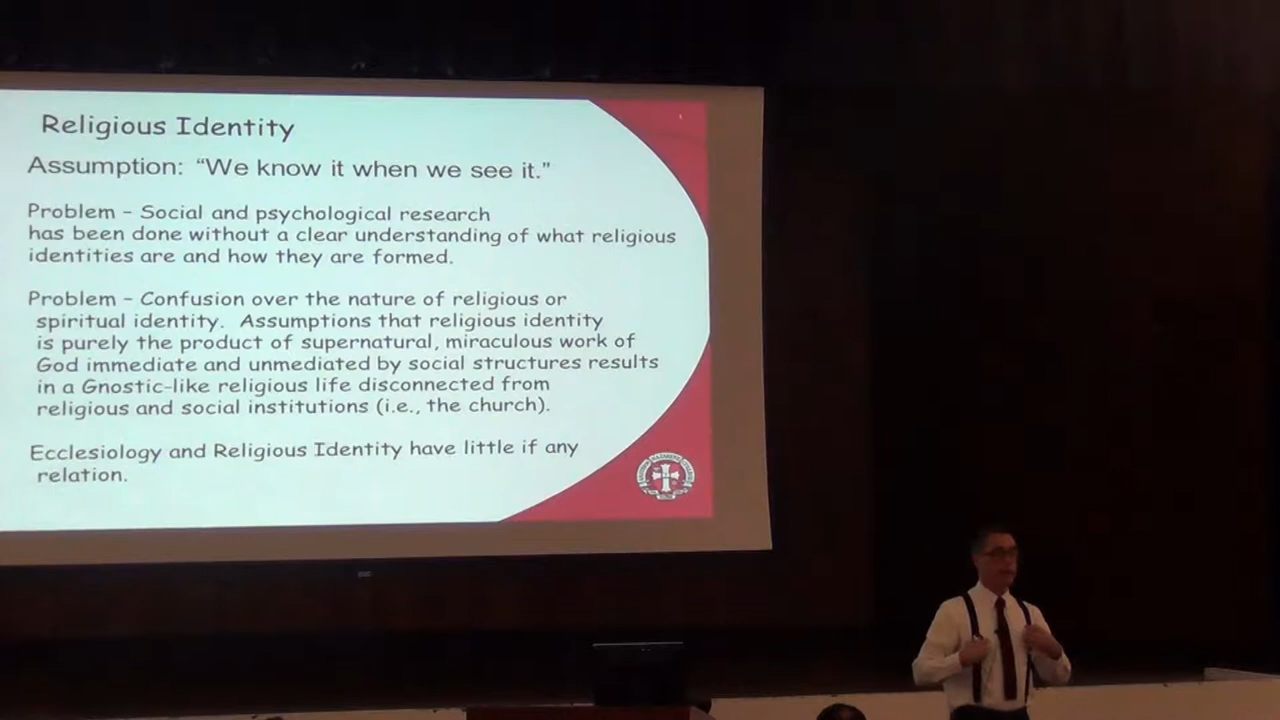 Religious Identity
Assumption: “We know it when we see it.”
Problem – Social and psychological research
has been done without a clear understanding of what religious
identities are and how they are formed.
Problem – Confusion over the nature of religious or
spiritual identity. Assumptions that religious identity
is purely the product of supernatural, miraculous work of
God immediate and unmediated by social structures results
in a Gnostic-like religious life disconnected from
religious and social institutions (i.e., the church).
Ecclesiology and Religious Identity have little if any
relation.